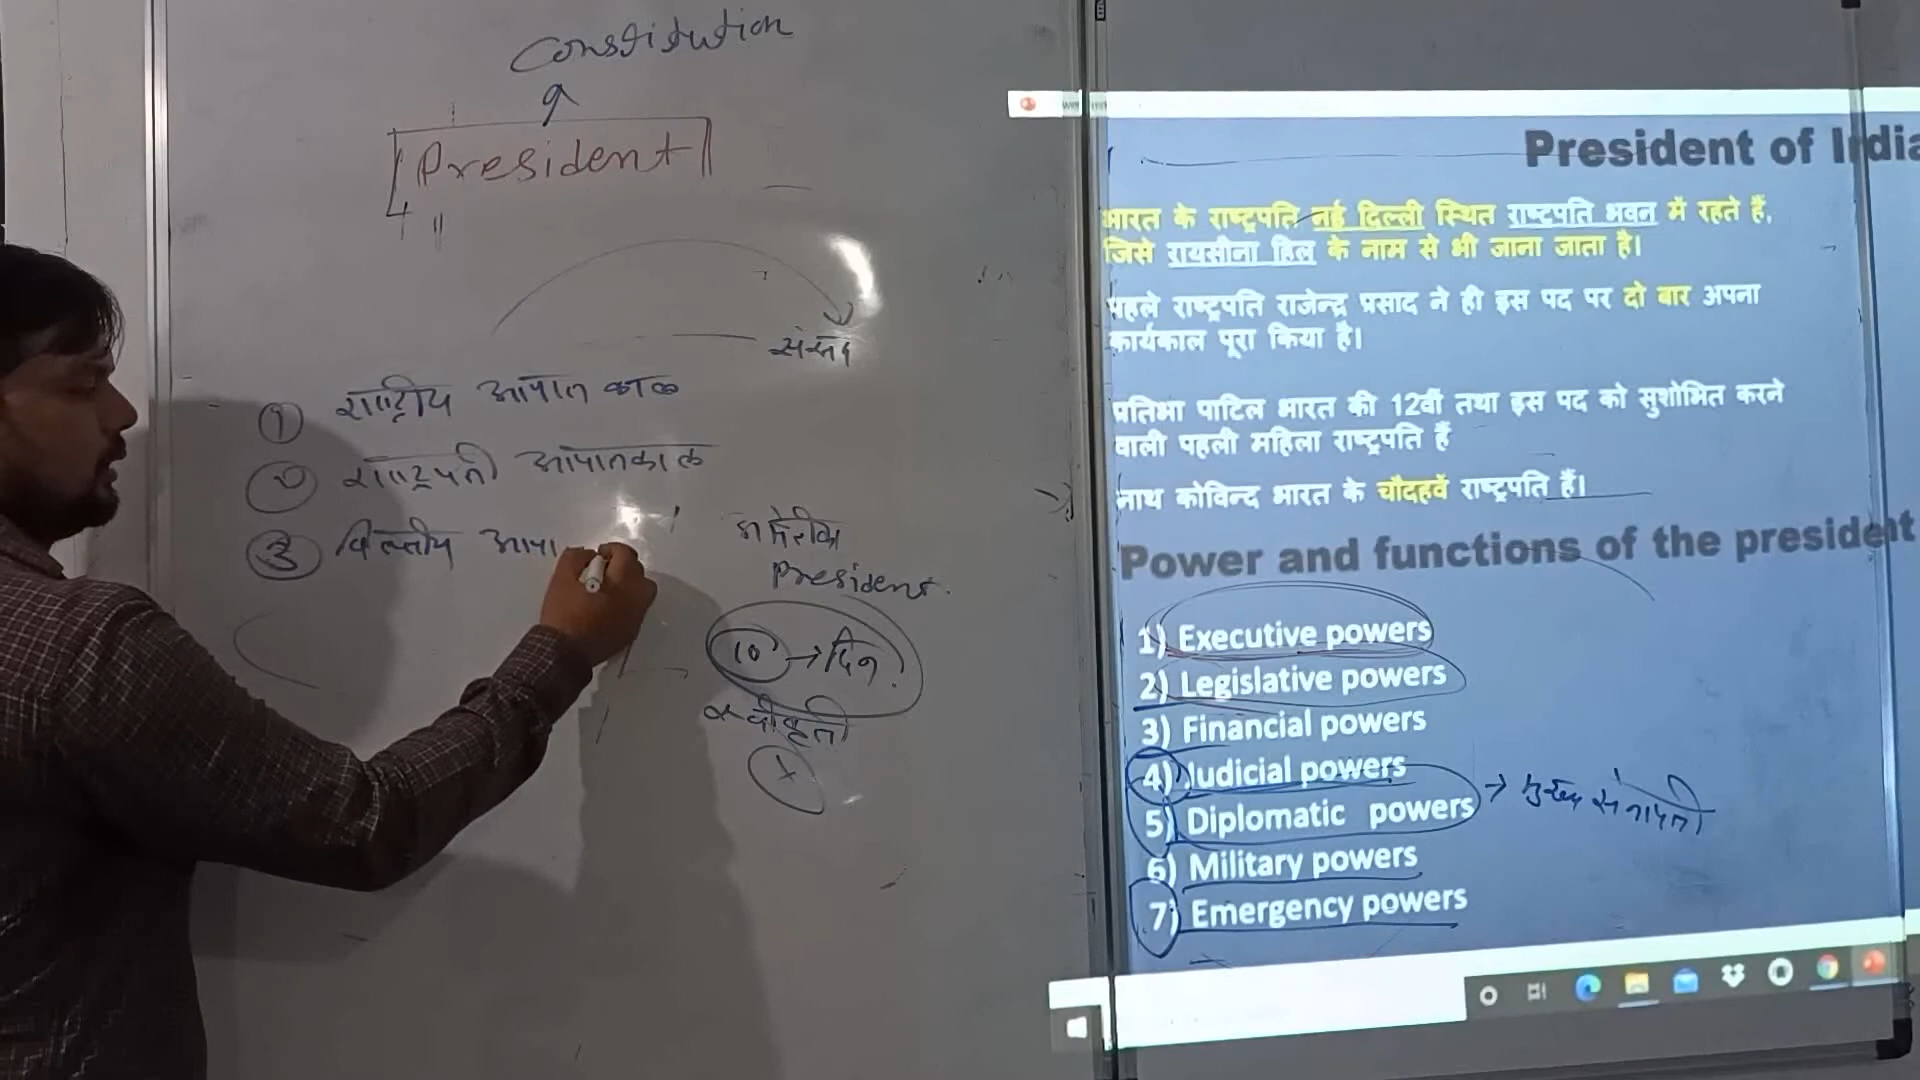 Constitution
President
संसद
1 राष्ट्रीय आपात काल
2 राष्ट्रपती आपातकाल
3 वित्तीय आपा
अमेरीका
President.
10 → दिन
स्वीकृती
x
President of India
भारत के राष्ट्रपति नई दिल्ली स्थित राष्ट्रपति भवन में रहते हैं,
जिसे रायसीना हिल के नाम से भी जाना जाता है।
पहले राष्ट्रपति राजेन्द्र प्रसाद ने ही इस पद पर दो बार अपना
कार्यकाल पूरा किया है।
प्रतिभा पाटिल भारत की 12वीं तथा इस पद को सुशोभित करने
वाली पहली महिला राष्ट्रपति हैं
नाथ कोविन्द भारत के चौदहवें राष्ट्रपति हैं।
Power and functions of the president
1) Executive powers
2) Legislative powers
3) Financial powers
4) Judicial powers
5) Diplomatic powers → मुख्य सेनापती
6) Military powers
7) Emergency powers